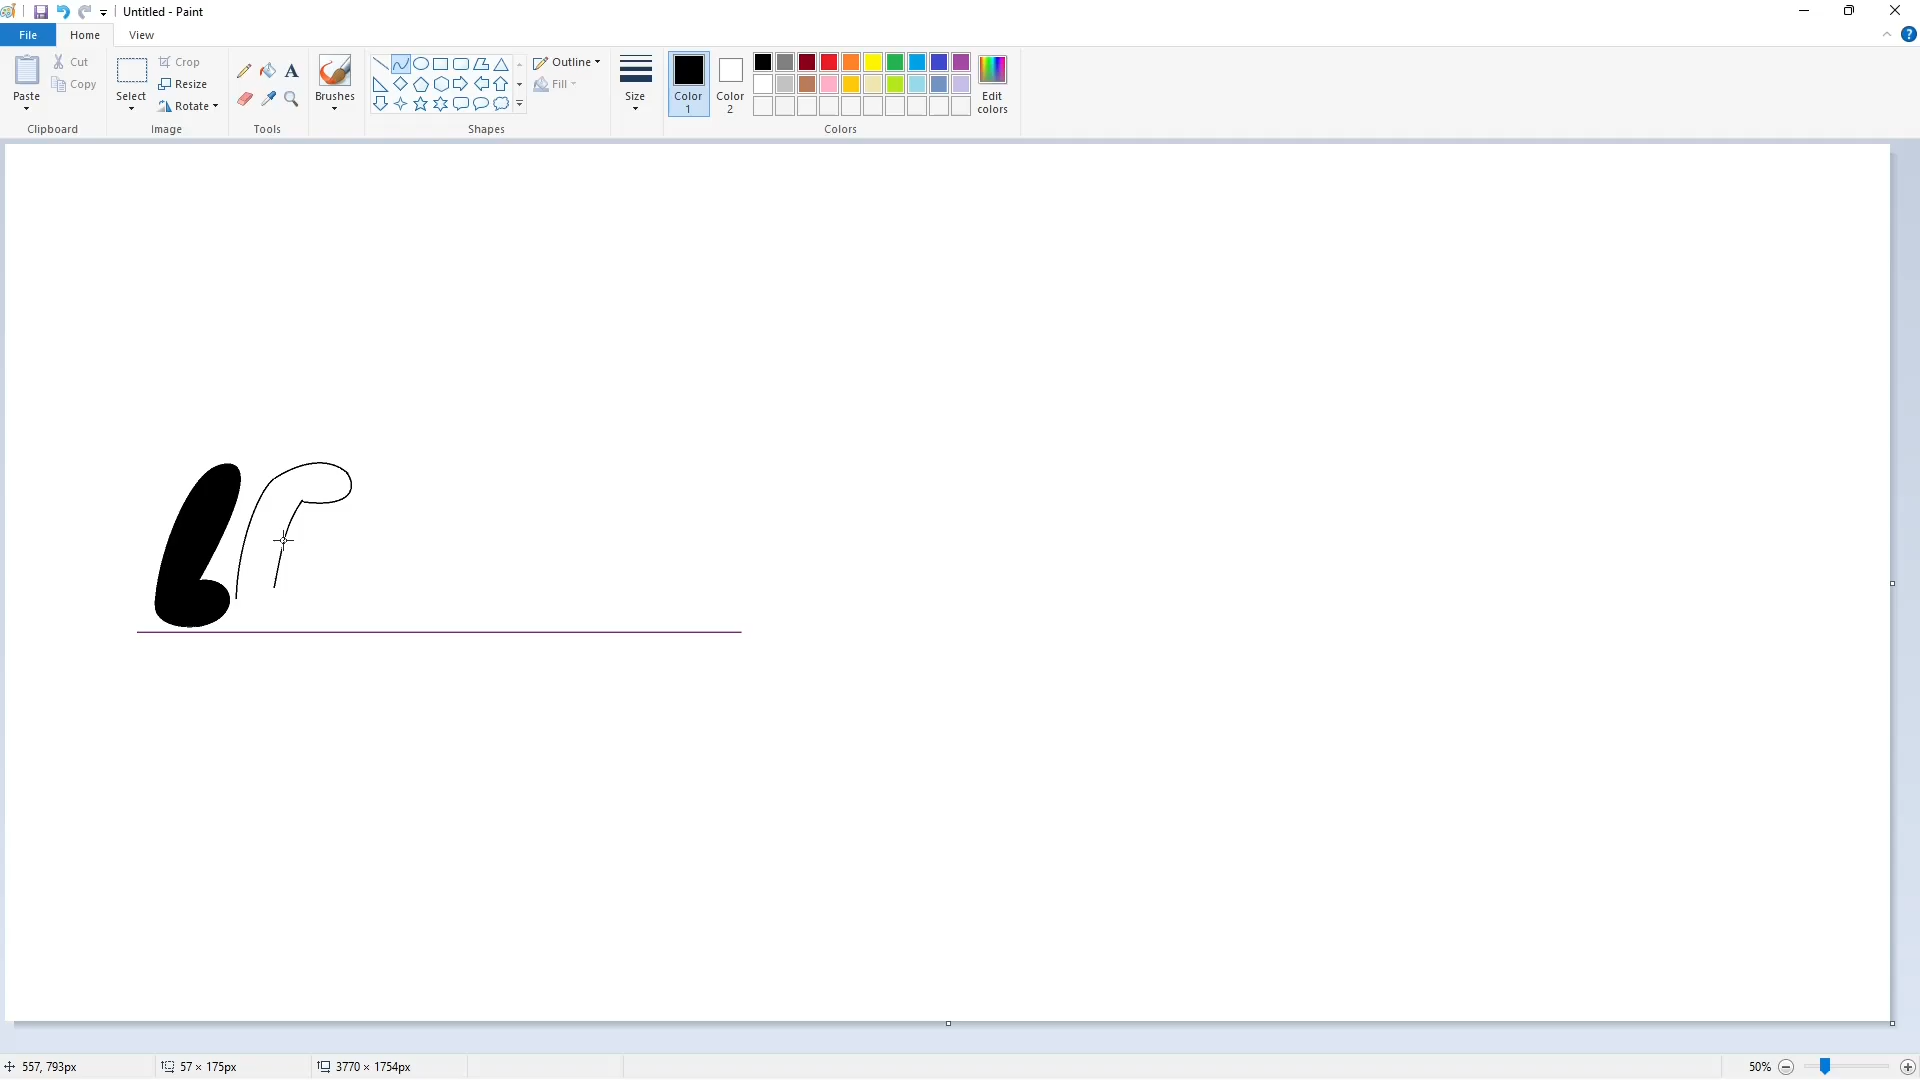 Untitled - Paint
File Home View
Paste Cut Copy
Clipboard
Select Crop Resize Rotate
Image
Tools
Brushes
Shapes
Outline Fill
Size
Color 1
Color 2
Edit colors
Colors
557, 793px 57 × 175px 3770 × 1754px 50%